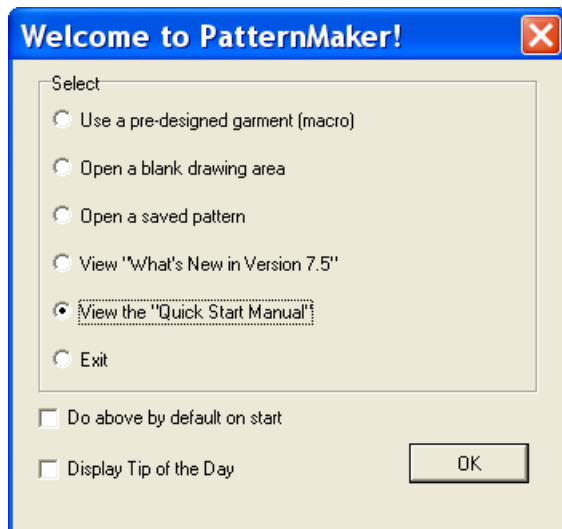 Welcome to PatternMaker!
Select
Use a pre-designed garment (macro)
Open a blank drawing area
Open a saved pattern
View "What's New in Version 7.5"
View the "Quick Start Manual"
Exit
Do above by default on start
Display Tip of the Day
OK